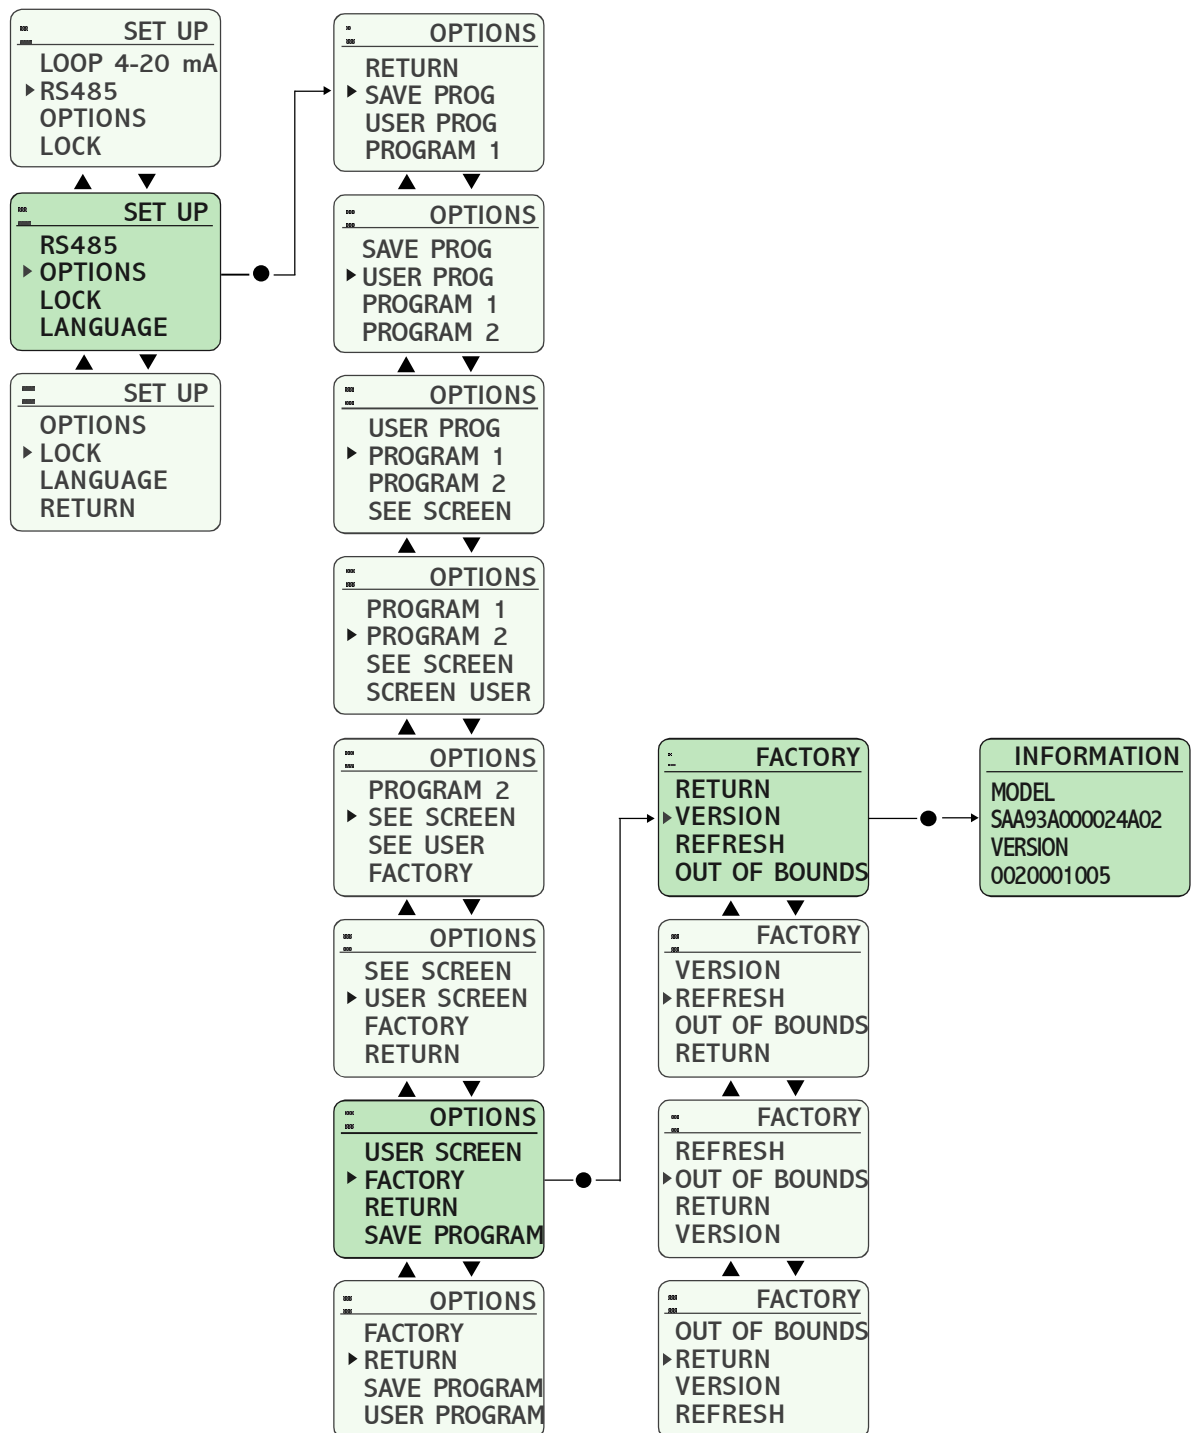 SET UP
LOOP 4-20 mA
RS485
OPTIONS
LOCK
SET UP
RS485
OPTIONS
LOCK
LANGUAGE
SET UP
OPTIONS
LOCK
LANGUAGE
RETURN
OPTIONS
RETURN
SAVE PROG
USER PROG
PROGRAM 1
OPTIONS
SAVE PROG
USER PROG
PROGRAM 1
PROGRAM 2
OPTIONS
USER PROG
PROGRAM 1
PROGRAM 2
SEE SCREEN
OPTIONS
PROGRAM 1
PROGRAM 2
SEE SCREEN
SCREEN USER
OPTIONS
PROGRAM 2
SEE SCREEN
SEE USER
FACTORY
OPTIONS
SEE SCREEN
USER SCREEN
FACTORY
RETURN
OPTIONS
USER SCREEN
FACTORY
RETURN
SAVE PROGRAM
OPTIONS
FACTORY
RETURN
SAVE PROGRAM
USER PROGRAM
FACTORY
RETURN
VERSION
REFRESH
OUT OF BOUNDS
FACTORY
VERSION
REFRESH
OUT OF BOUNDS
RETURN
FACTORY
REFRESH
OUT OF BOUNDS
RETURN
VERSION
FACTORY
OUT OF BOUNDS
RETURN
VERSION
REFRESH
INFORMATION
MODEL
SAA93A000024A02
VERSION
0020001005